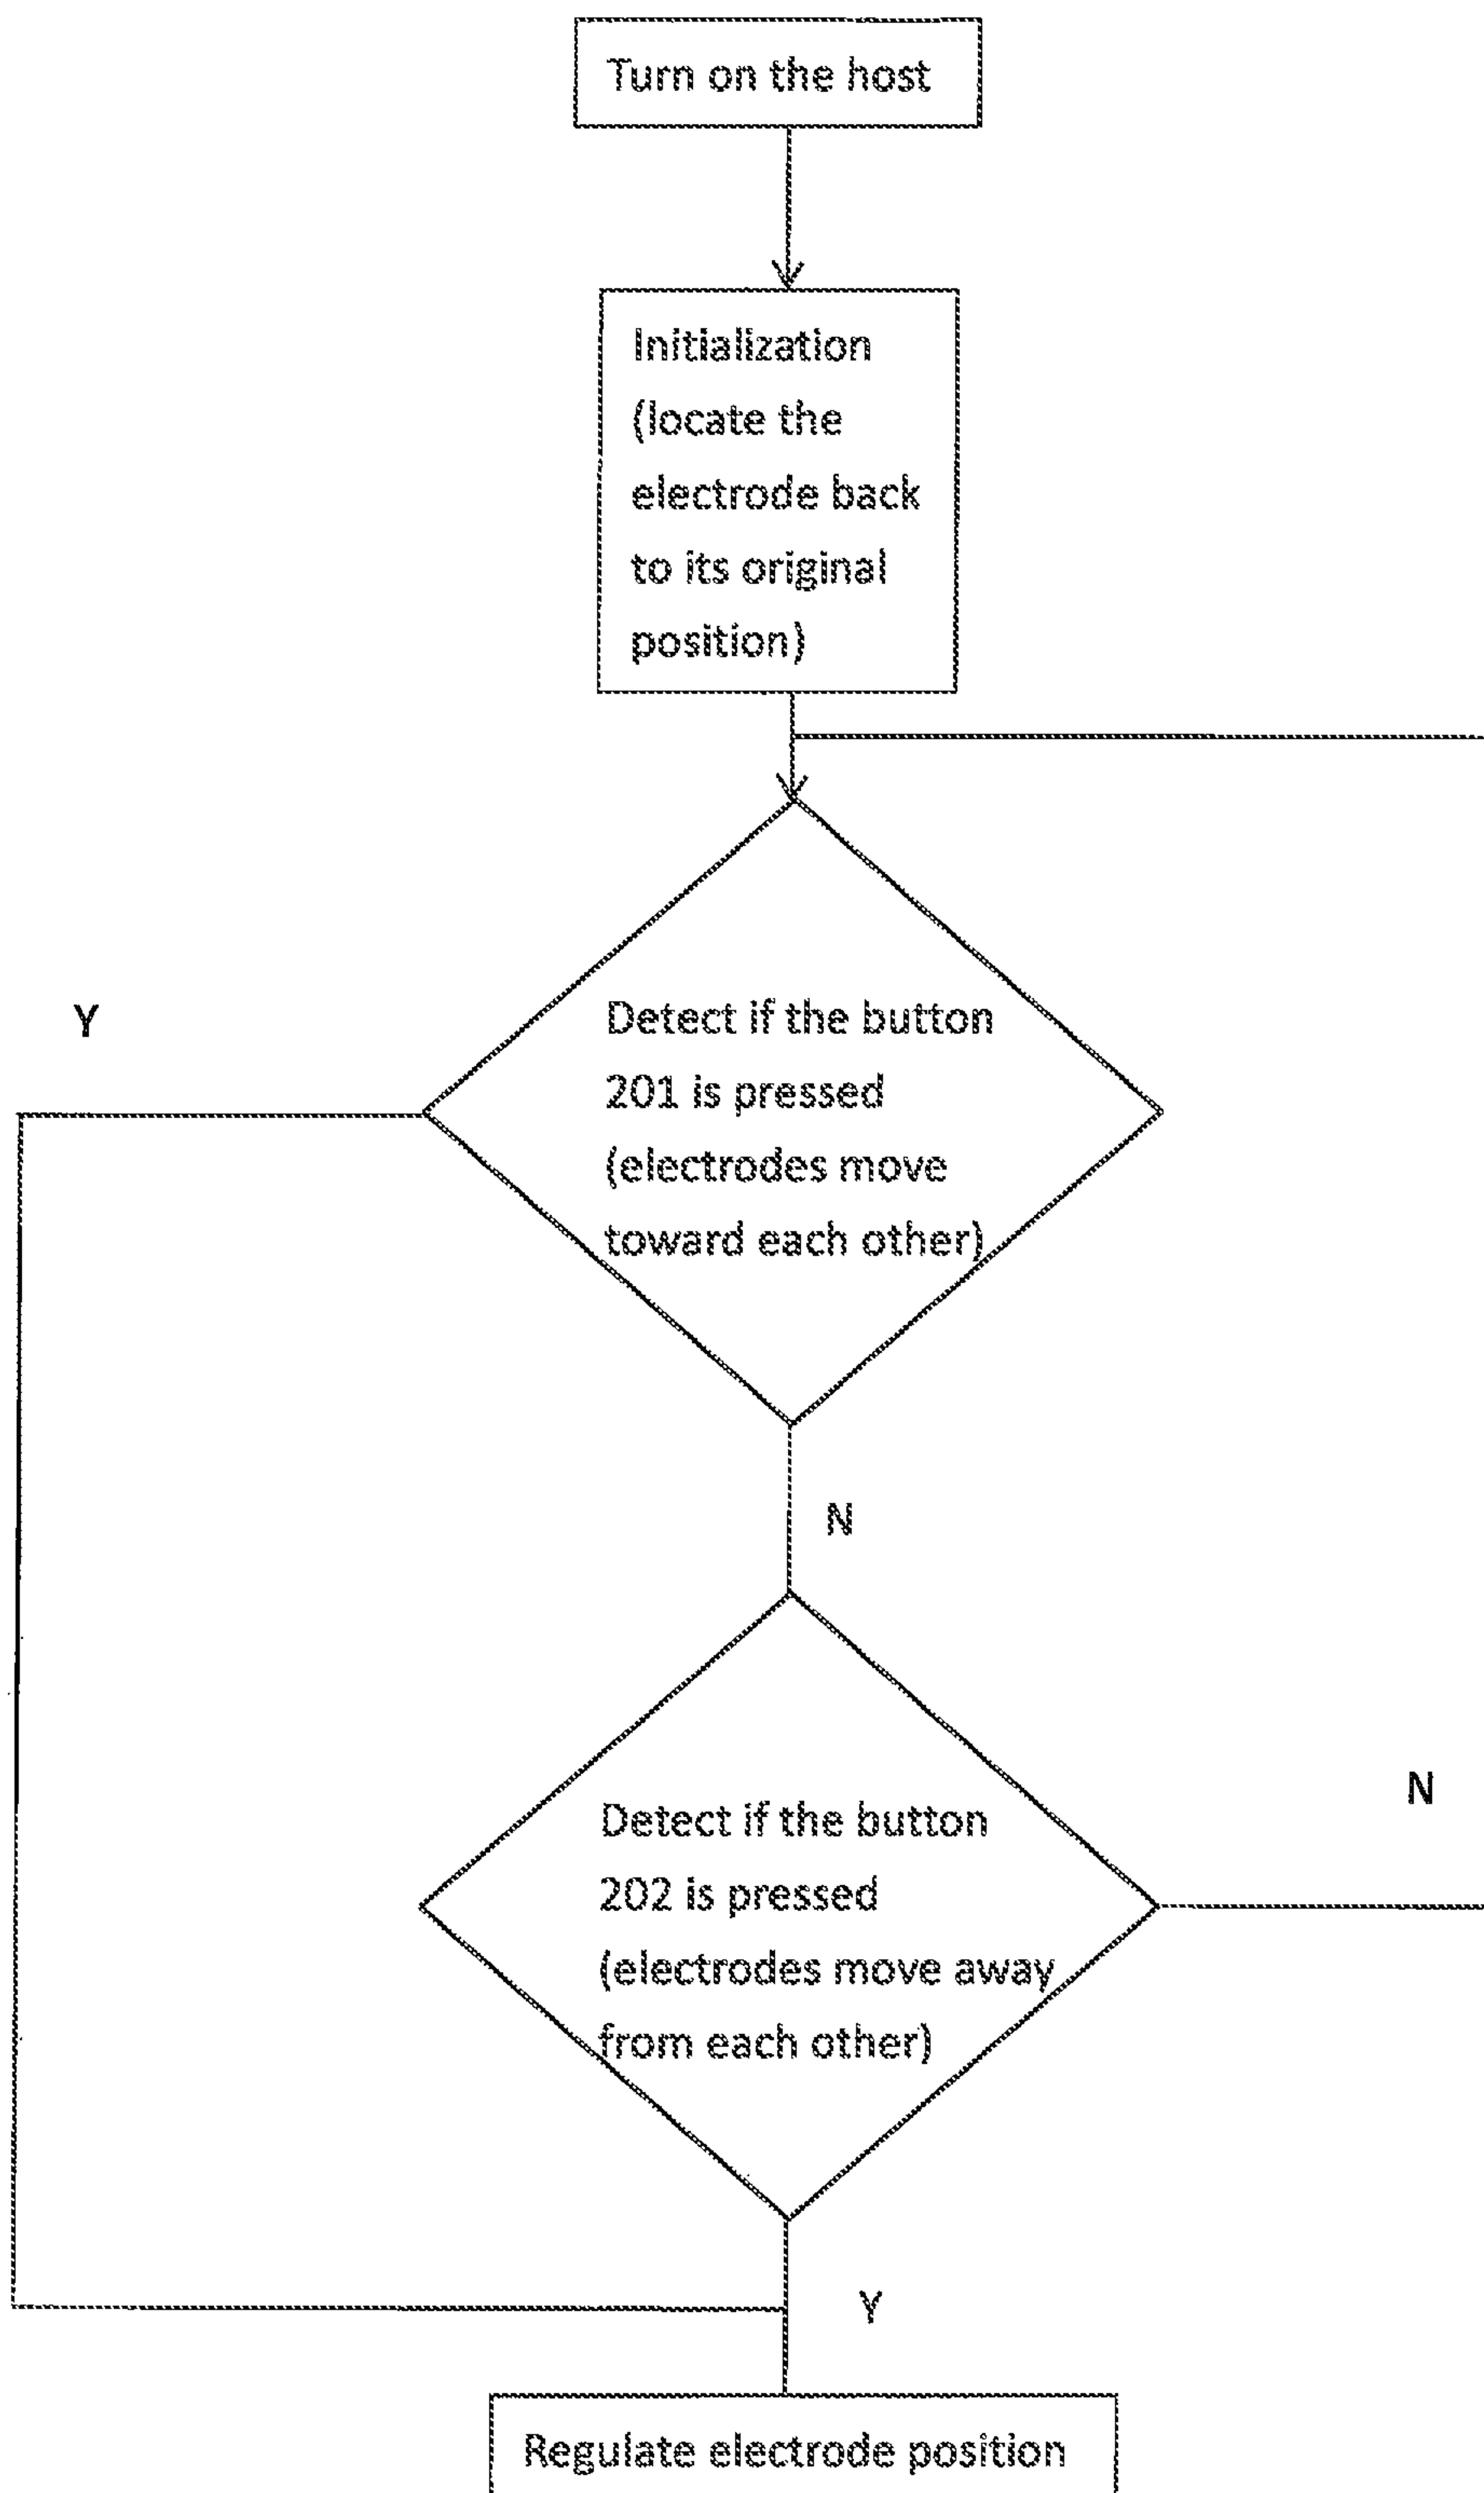 Turn on the host
Initialization
(locate the
electrode back
to its original
position)
Y
Detect if the button
201 is pressed
(electrodes move
toward each other)
N
N
Detect if the button
202 is pressed
(electrodes move away
from each other)
Y
Regulate electrode position